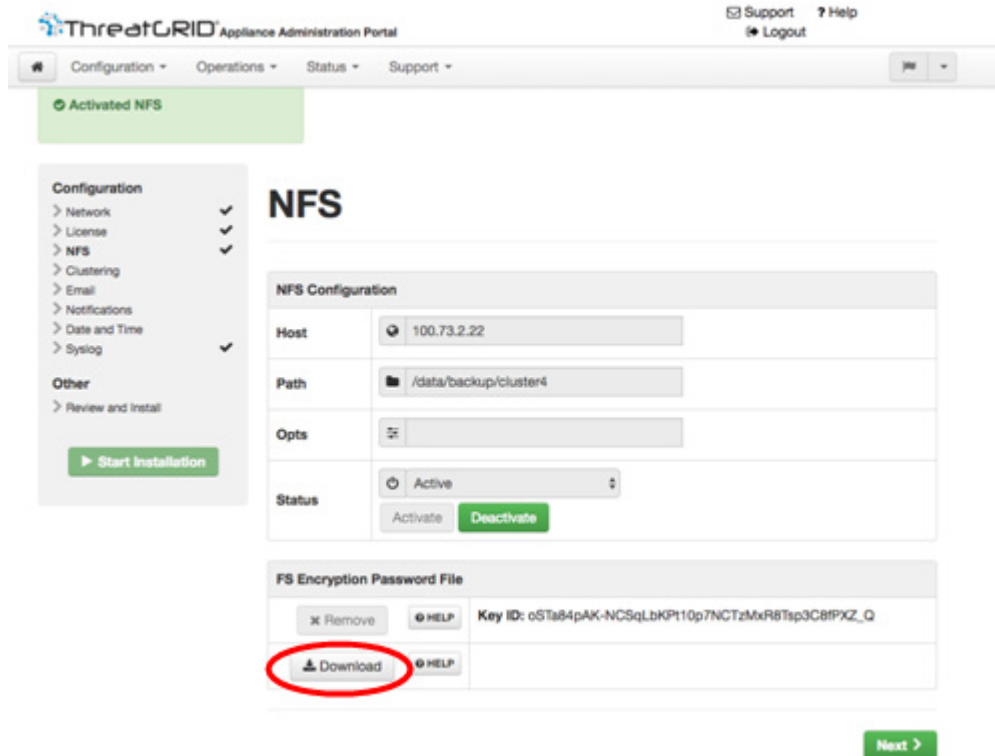 ThreatGRID Appliance Administration Portal
Support ? Help
Logout
Configuration Operations Status Support
Activated NFS
Configuration
Network
License
NFS
Clustering
Email
Notifications
Date and Time
Syslog
Other
Review and Install
Start Installation
NFS
NFS Configuration
Host 100.73.2.22
Path /data/backup/cluster4
Opts
Status Active
Activate Deactivate
FS Encryption Password File
Remove HELP Key ID: oSTa84pAK-NCSqLbKPt10p7NCTzMxR8Tsp3C8fPXZ_Q
Download HELP
Next